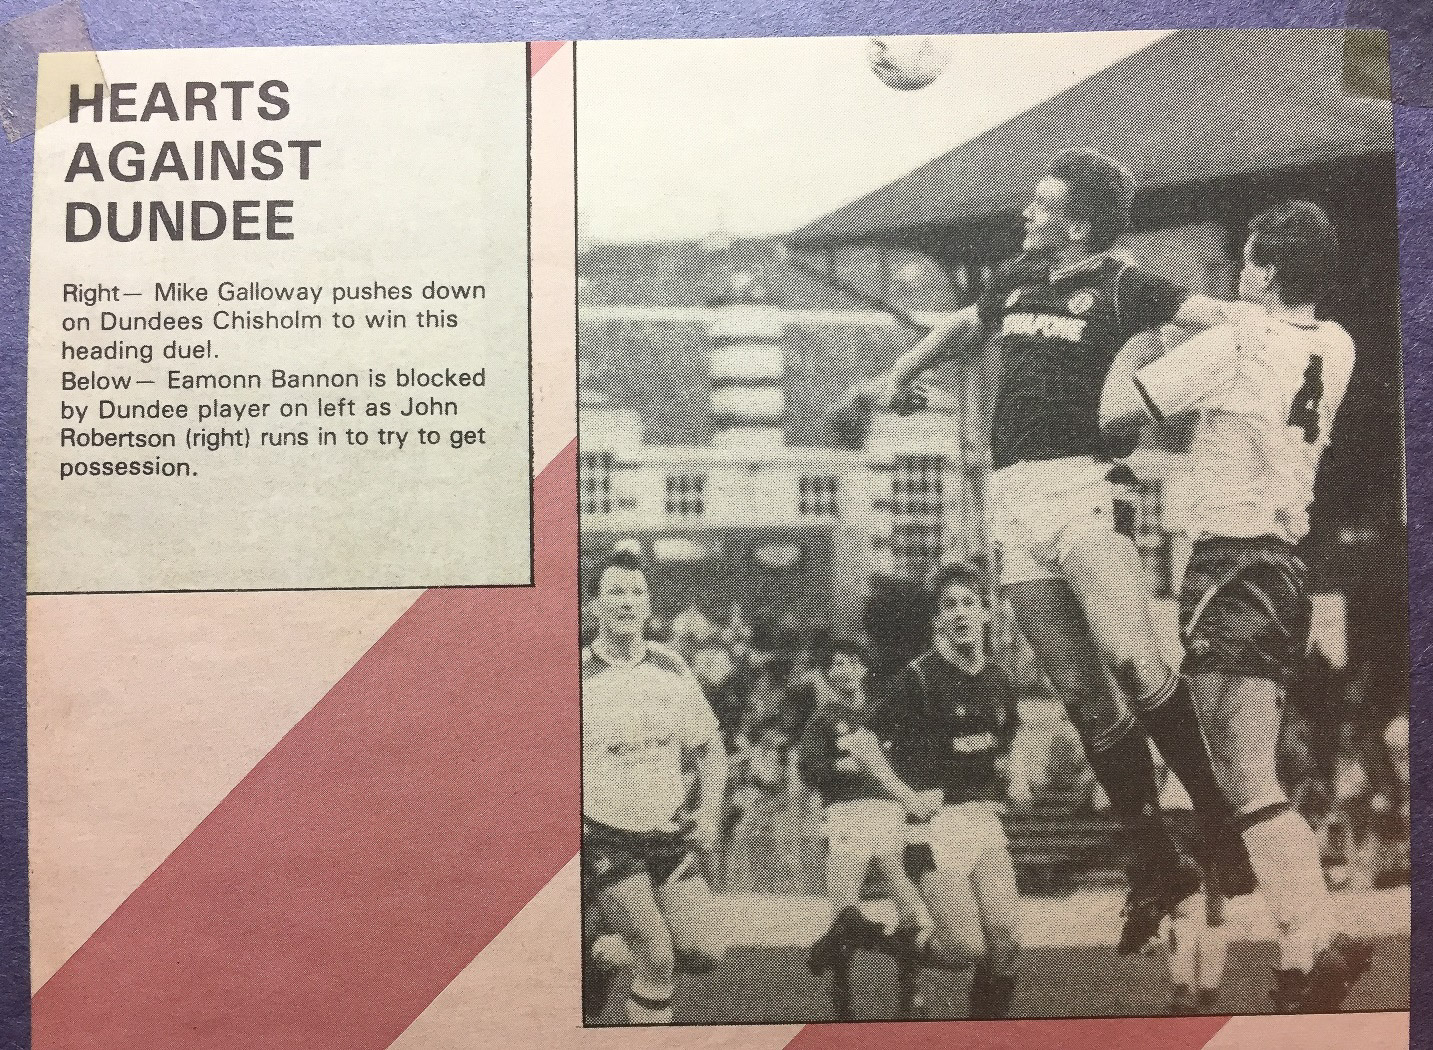 HEARTS
AGAINST
DUNDEE
Right— Mike Galloway pushes down
on Dundees Chisholm to win this
heading duel.
Below— Eamonn Bannon is blocked
by Dundee player on left as John
Robertson (right) runs in to try to get
possession.